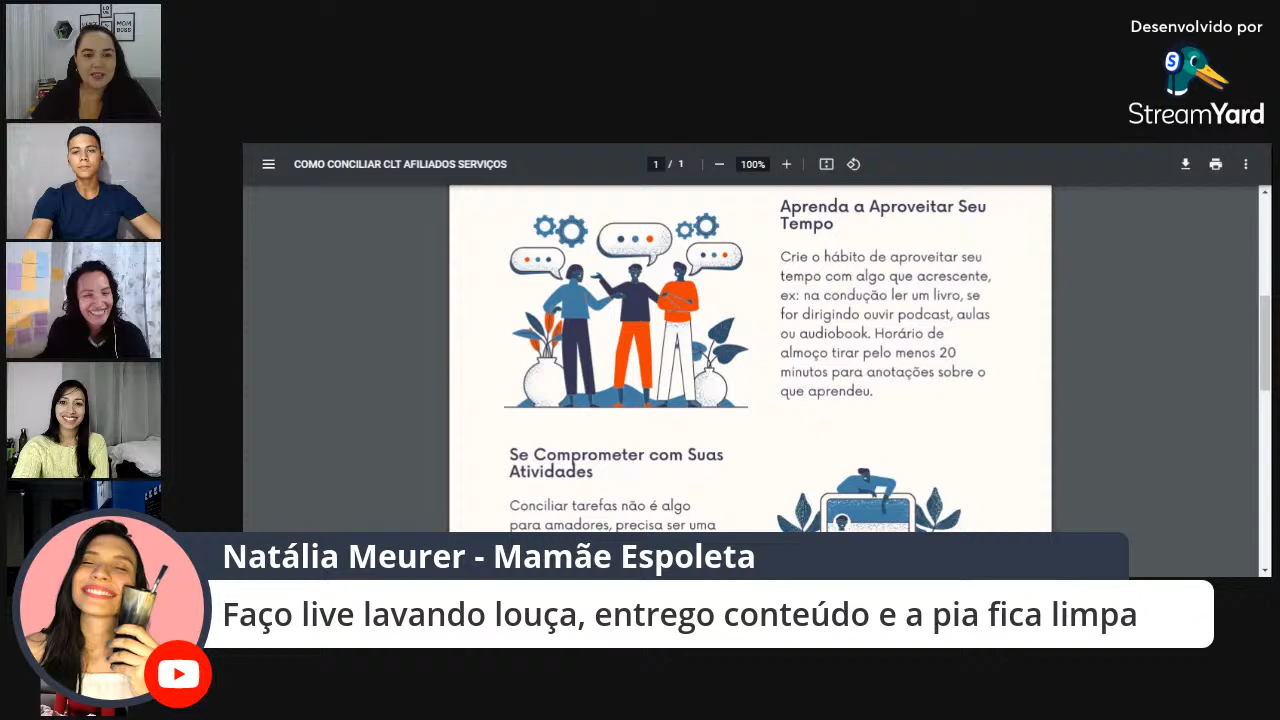 Desenvolvido por
S
StreamYard
COMO CONCILIAR CLT AFILIADOS SERVIÇOS
1 / 1
100%
Aprenda a Aproveitar Seu
Tempo
Crie o hábito de aproveitar seu
tempo com algo que acrescente,
ex: na condução ler um livro, se
for dirigindo ouvir podcast, aulas
ou audiobook. Horário de
almoço tirar pelo menos 20
minutos para anotações sobre o
que aprendeu.
Se Comprometer com Suas
Atividades
Conciliar tarefas não é algo
para amadores, precisa ser uma
Natália Meurer - Mamãe Espoleta
Faço live lavando louça, entrego conteúdo e a pia fica limpa